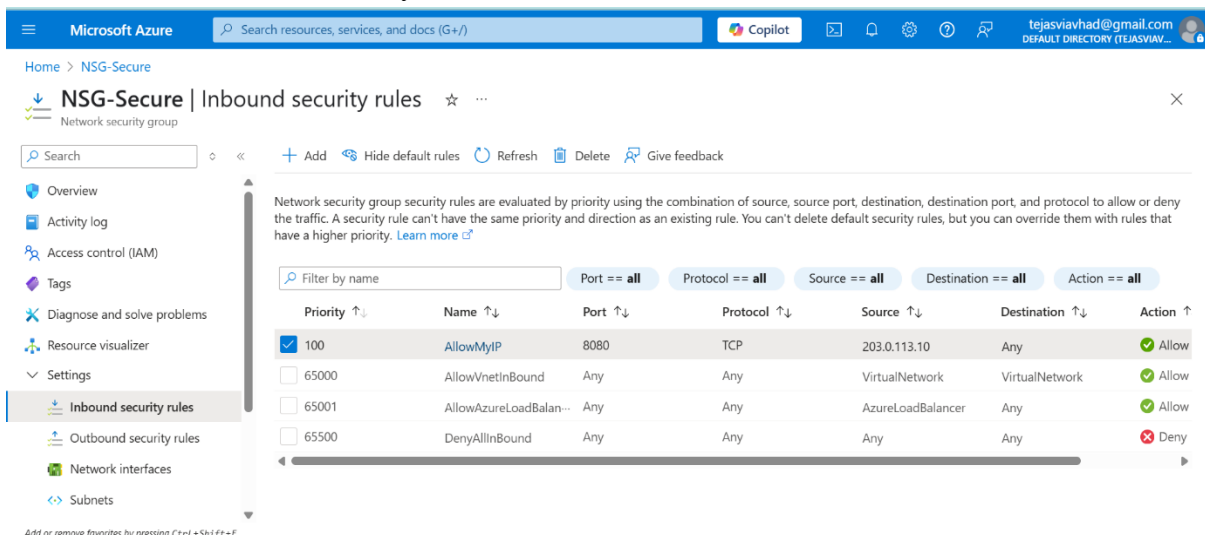 Microsoft Azure
Search resources, services, and docs (G+/)
Copilot
tejasviavhad@gmail.com
DEFAULT DIRECTORY (TEJASVIAV...
Home > NSG-Secure
NSG-Secure | Inbound security rules
Network security group
Search
Add Hide default rules Refresh Delete Give feedback
Overview
Activity log
Access control (IAM)
Tags
Diagnose and solve problems
Resource visualizer
Settings
Inbound security rules
Outbound security rules
Network interfaces
Subnets
Add or remove favorites by pressing Ctrl+Shift+F
Network security group security rules are evaluated by priority using the combination of source, source port, destination, destination port, and protocol to allow or deny
the traffic. A security rule can't have the same priority and direction as an existing rule. You can't delete default security rules, but you can override them with rules that
have a higher priority. Learn more
Filter by name Port == all Protocol == all Source == all Destination == all Action == all
Priority Name Port Protocol Source Destination Action
100 AllowMyIP 8080 TCP 203.0.113.10 Any Allow
65000 AllowVnetInBound Any Any VirtualNetwork VirtualNetwork Allow
65001 AllowAzureLoadBalan... Any Any AzureLoadBalancer Any Allow
65500 DenyAllInBound Any Any Any Any Deny